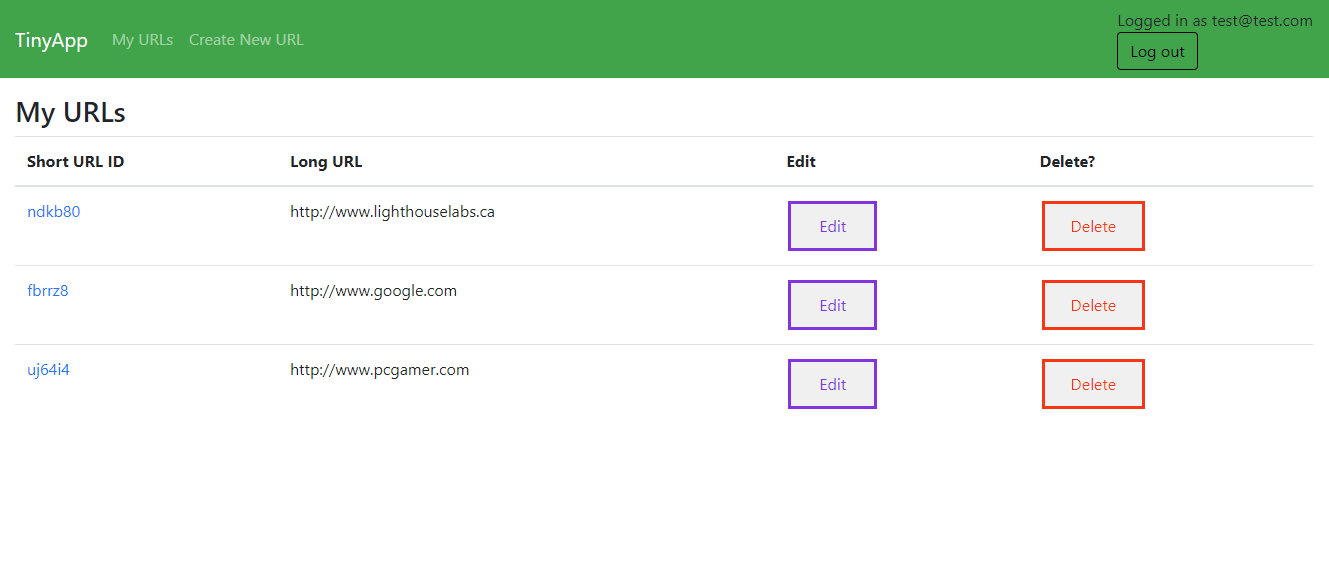 TinyApp My URLs Create New URL
Logged in as test@test.com
Log out
My URLs
Short URL ID Long URL Edit Delete?
ndkb80 http://www.lighthouselabs.ca Edit Delete
fbrrz8 http://www.google.com Edit Delete
uj64i4 http://www.pcgamer.com Edit Delete